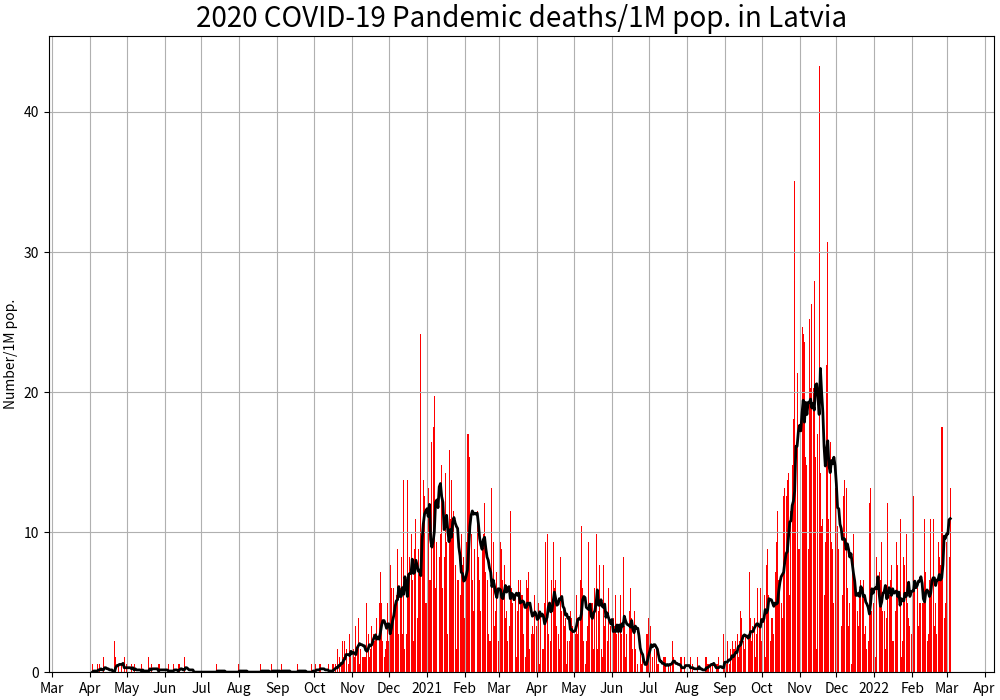 2020 COVID-19 Pandemic deaths/1M pop. in Latvia
Number/1M pop.
40
30
20
10
0
Mar Apr May Jun Jul Aug Sep Oct Nov Dec 2021 Feb Mar Apr May Jun Jul Aug Sep Oct Nov Dec 2022 Feb Mar Apr